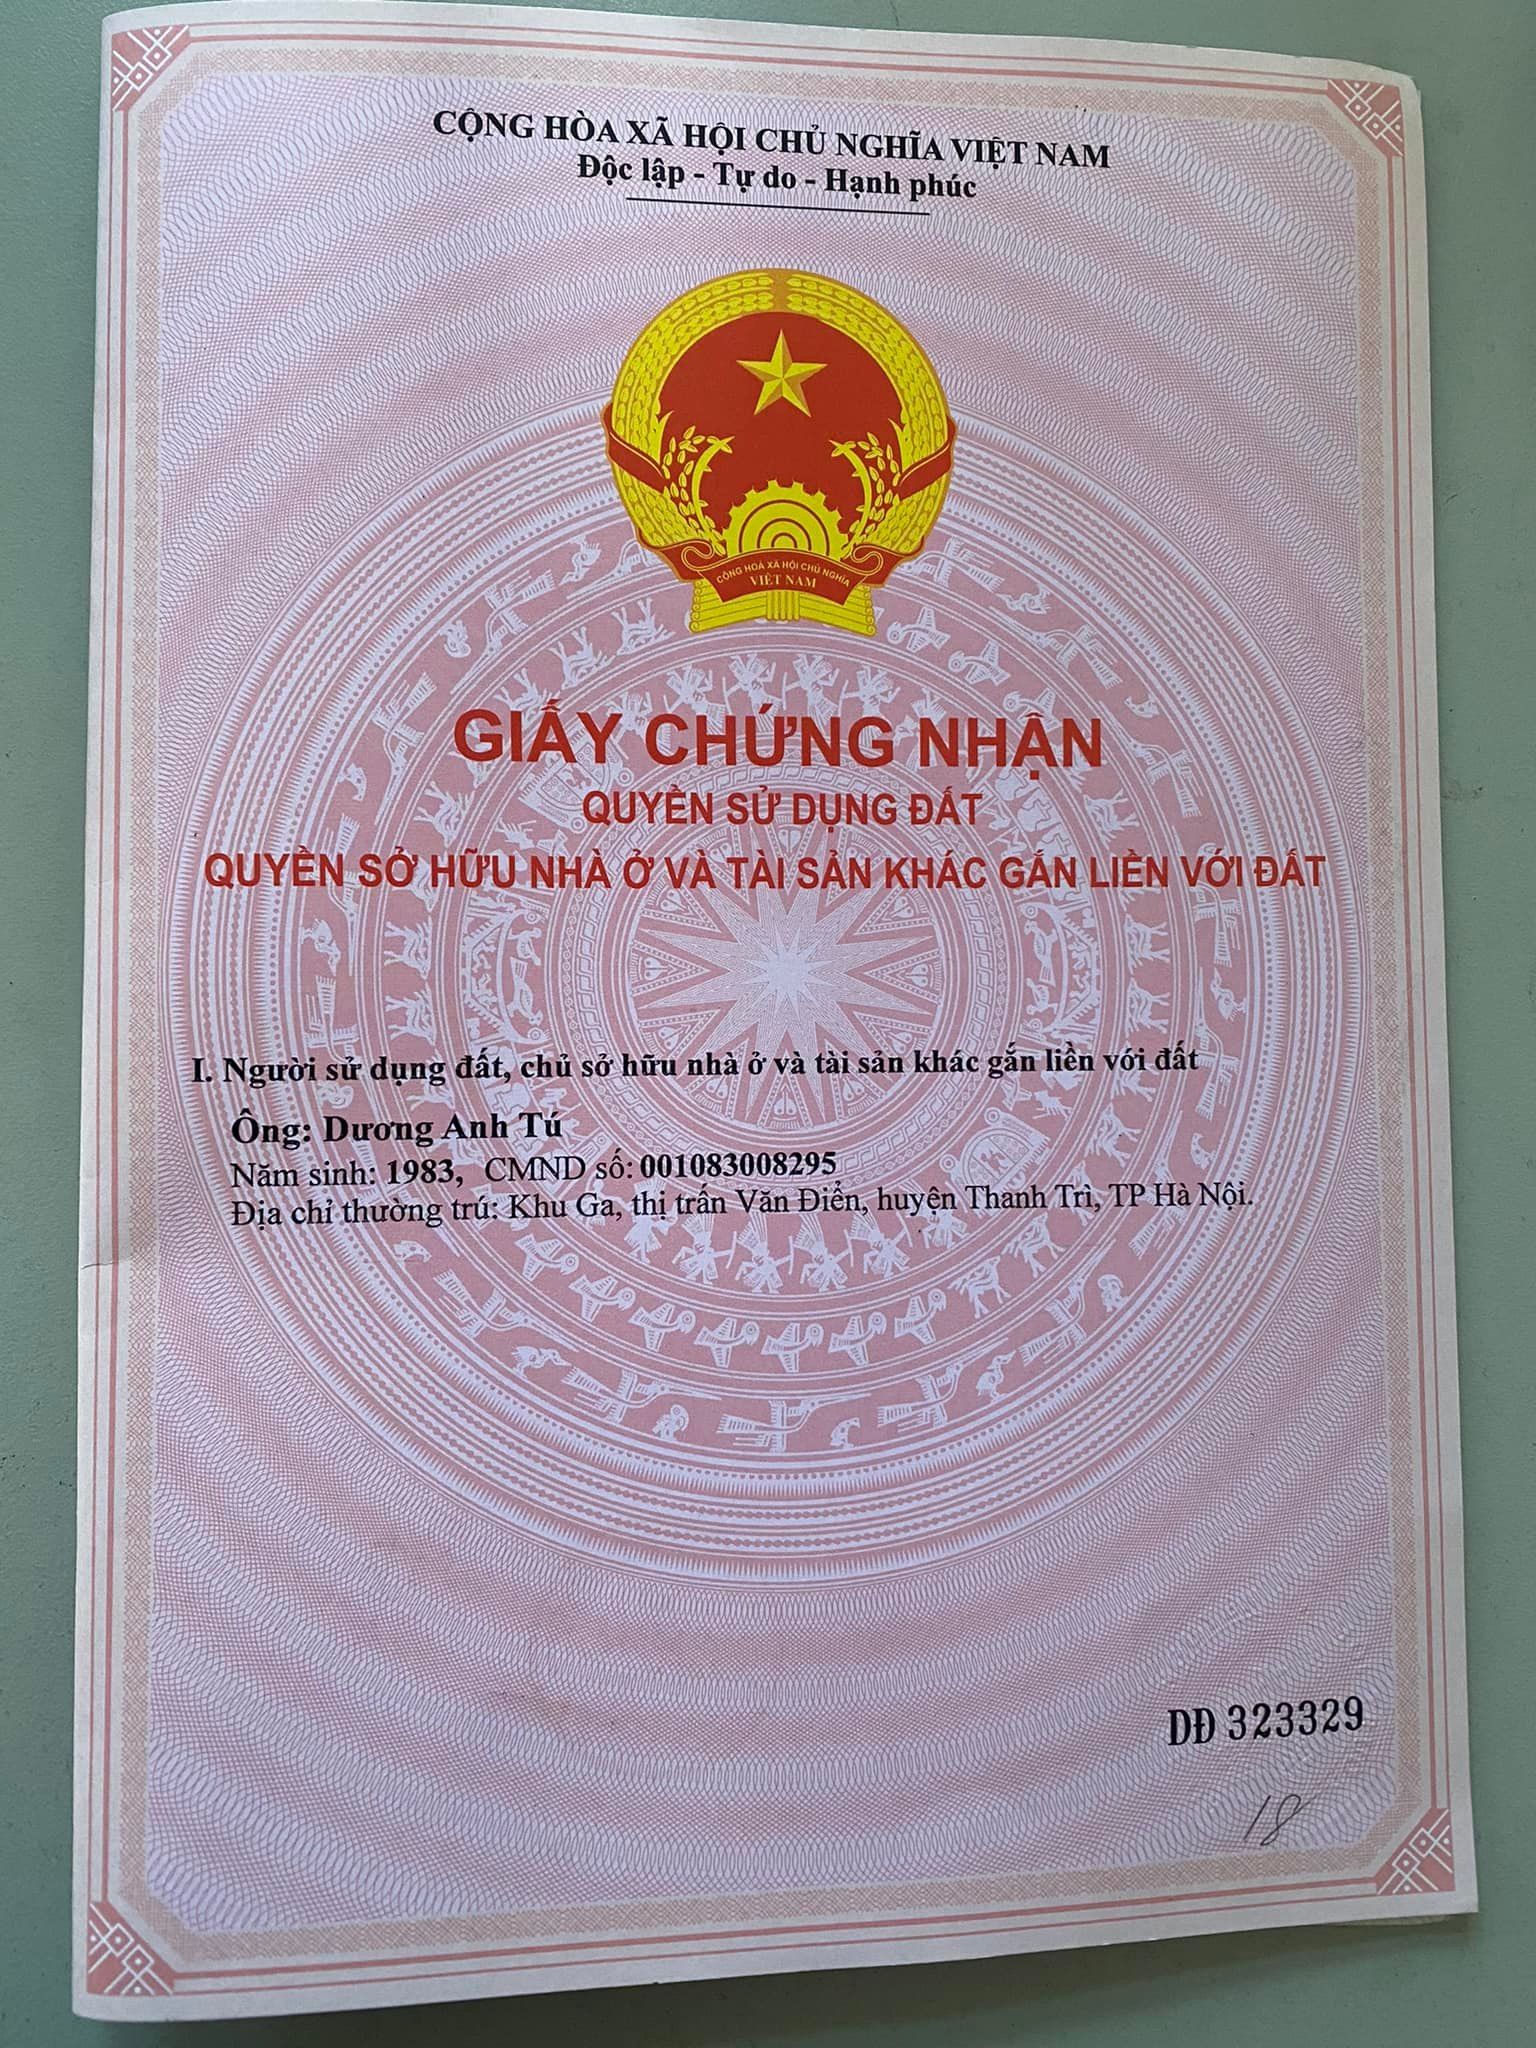 CỘNG HÒA XÃ HỘI CHỦ NGHĨA VIỆT NAM
Độc lập - Tự do - Hạnh phúc
CỘNG HOÀ XÃ HỘI CHỦ NGHĨA
VIỆT NAM
GIẤY CHỨNG NHẬN
QUYỀN SỬ DỤNG ĐẤT
QUYỀN SỞ HỮU NHÀ Ở VÀ TÀI SẢN KHÁC GẮN LIỀN VỚI ĐẤT
I. Người sử dụng đất, chủ sở hữu nhà ở và tài sản khác gắn liền với đất
Ông: Dương Anh Tú
Năm sinh: 1983, CMND số: 001083008295
Địa chỉ thường trú: Khu Ga, thị trấn Văn Điển, huyện Thanh Trì, TP Hà Nội.
DĐ 323329
18